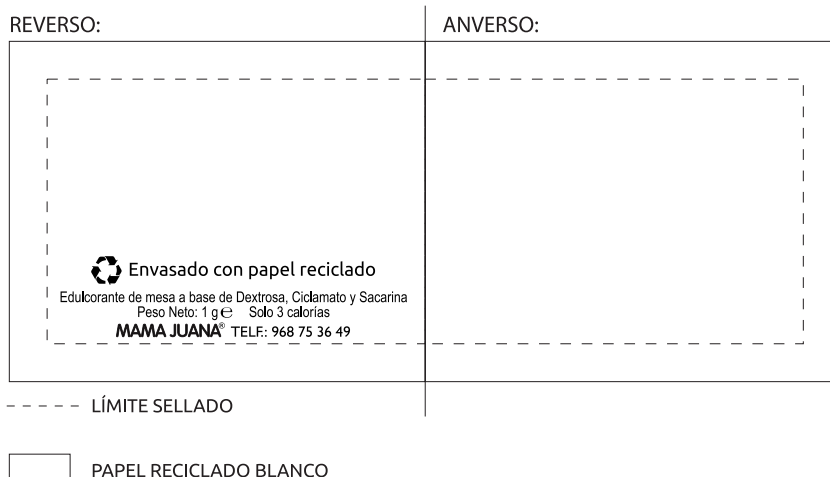 REVERSO:
ANVERSO:
Envasado con papel reciclado
Edulcorante de mesa a base de Dextrosa, Ciclamato y Sacarina
Peso Neto: 1 g℮ Solo 3 calorías
MAMA JUANA® TELF.: 968 75 36 49
LÍMITE SELLADO
PAPEL RECICLADO BLANCO